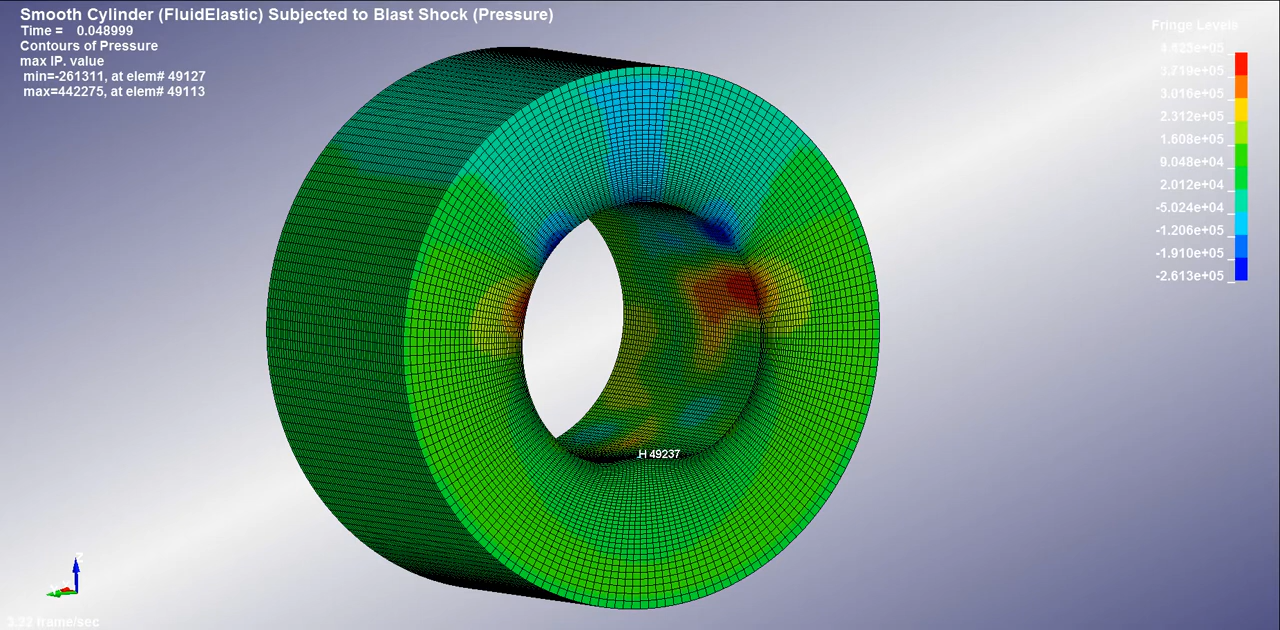 Smooth Cylinder (FluidElastic) Subjected to Blast Shock (Pressure)
Time = 0.048999
Contours of Pressure
max IP. value
min=-261311, at elem# 49127
max=442275, at elem# 49113
Fringe Levels
3.719e+05
3.016e+05
2.312e+05
1.608e+05
9.048e+04
2.012e+04
-5.024e+04
-1.206e+05
-1.910e+05
-2.613e+05
H 49237
Z
frame/sec